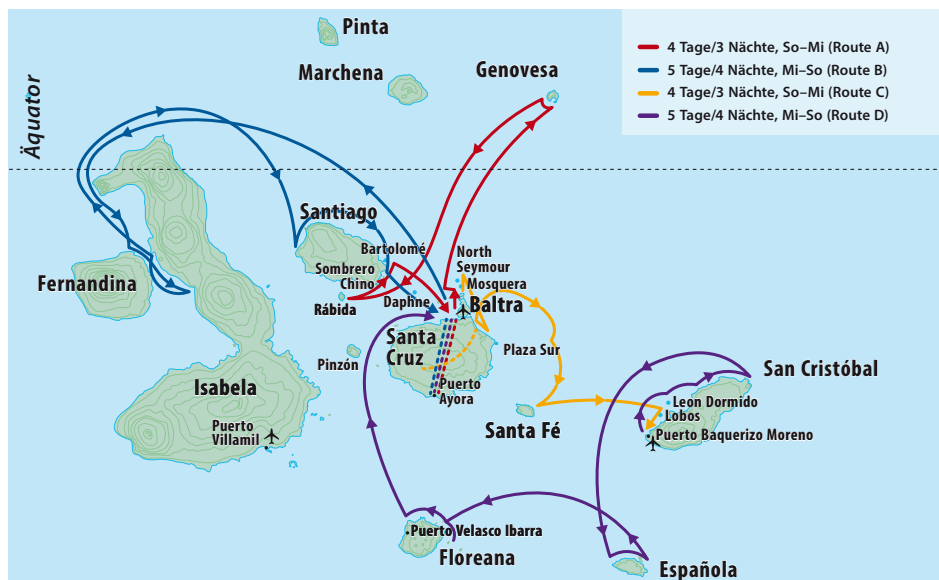 Pinta
Marchena
Genovesa
4 Tage/3 Nächte, So–Mi (Route A)
5 Tage/4 Nächte, Mi–So (Route B)
4 Tage/3 Nächte, So–Mi (Route C)
5 Tage/4 Nächte, Mi–So (Route D)
Äquator
Santiago
Bartolomé
Sombrero
Chino
Rábida
Daphne
North
Seymour
Mosquera
Baltra
Fernandina
Santa
Cruz
Plaza Sur
Pinzón
Puerto
Ayora
Isabela
Puerto
Villamil
Santa Fé
San Cristóbal
Leon Dormido
Lobos
Puerto Baquerizo Moreno
Puerto Velasco Ibarra
Floreana
Española